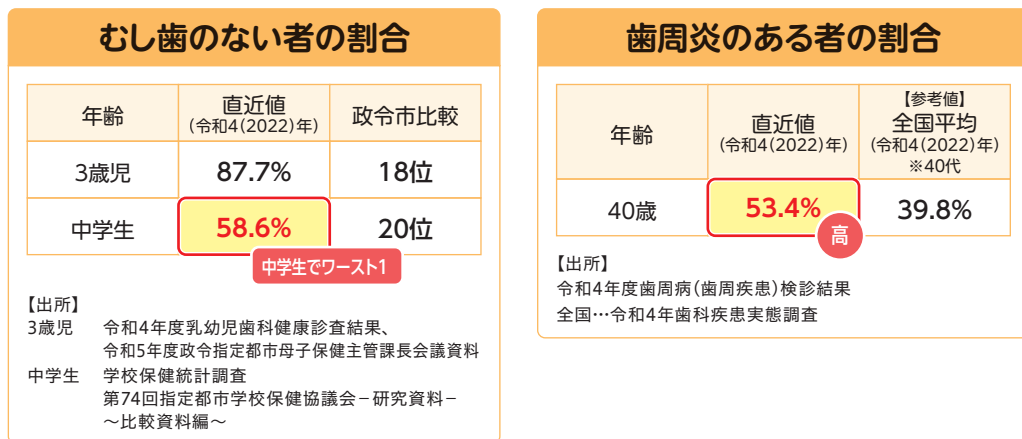 むし歯のない者の割合
年齢 直近値 (令和4(2022)年) 政令市比較
3歳児 87.7% 18位
中学生 58.6% 20位
中学生でワースト1
【出所】
3歳児 令和4年度乳幼児歯科健康診査結果、
令和5年度政令指定都市母子保健主管課長会議資料
中学生 学校保健統計調査
第74回指定都市学校保健協議会－研究資料－
～比較資料編～
歯周炎のある者の割合
年齢 直近値 (令和4(2022)年) 【参考値】 全国平均 (令和4(2022)年) ※40代
40歳 53.4% 39.8%
高
【出所】
令和4年度歯周病(歯周疾患)検診結果
全国…令和4年歯科疾患実態調査